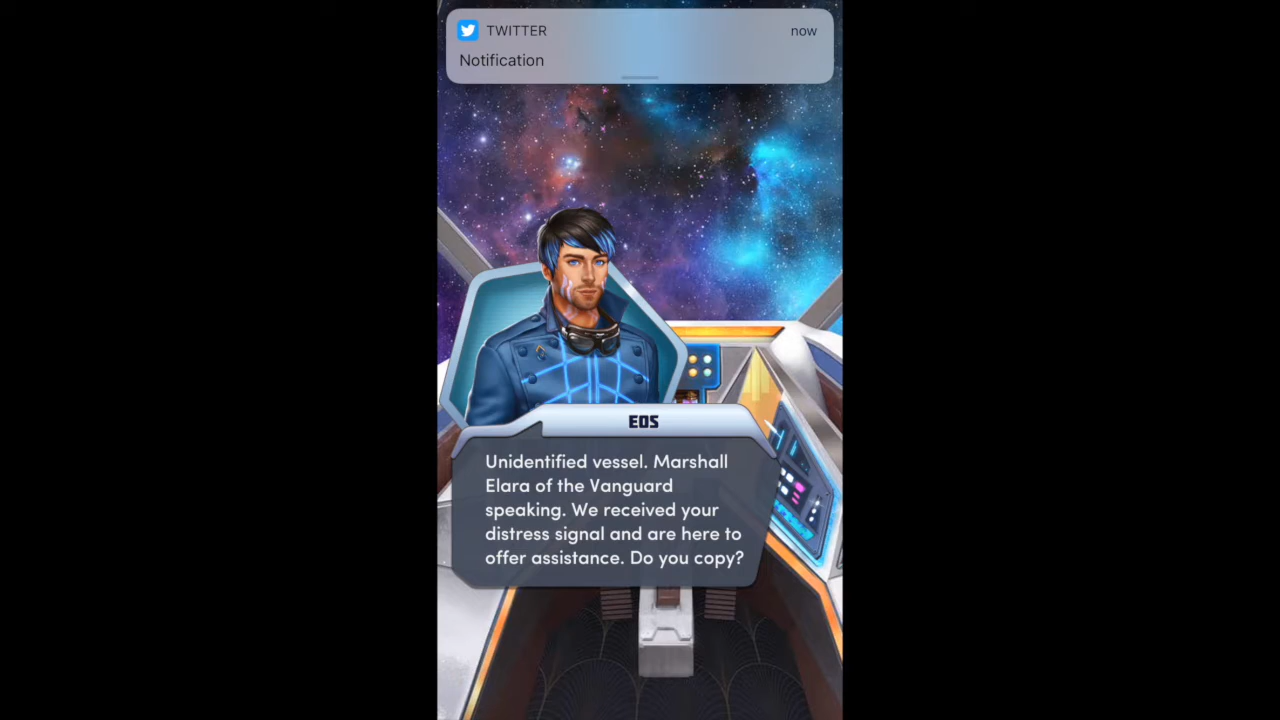 TWITTER
now
Notification
EOS
Unidentified vessel. Marshall
Elara of the Vanguard
speaking. We received your
distress signal and are here to
offer assistance. Do you copy?